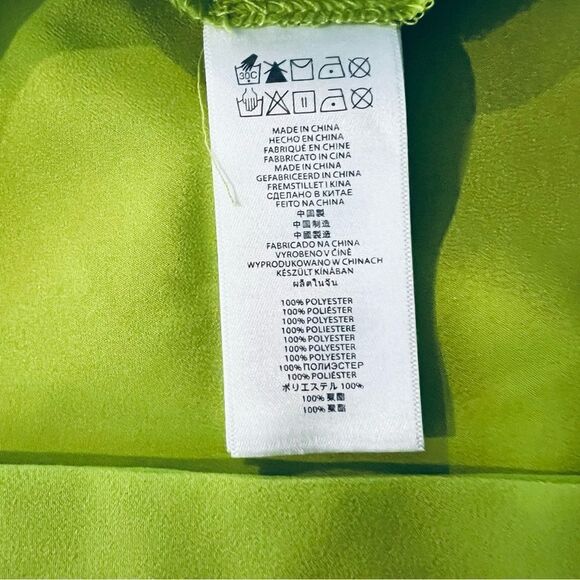 30C
MADE IN CHINA
HECHO EN CHINA
FABRIQUÉ EN CHINE
FABBRICATO IN CINA
MADE IN CHINA
GEFABRICEERD IN CHINA
FREMSTILLET I KINA
СДЕЛАНО В КИТАЕ
FEITO NA CHINA
中国製
中国制造
中國製造
FABRICADO NA CHINA
VYROBENO V ČÍNĚ
WYPRODUKOWANO W CHINACH
KÉSZÜLT KÍNÁBAN
ผลิตในจีน
100% POLYESTER
100% POLIÉSTER
100% POLYESTER
100% POLIESTERE
100% POLYESTER
100% POLYESTER
100% POLYESTER
100% ПОЛИЭСТЕР
100% POLIÉSTER
ポリエステル 100%
100% 聚酯
100% 聚酯